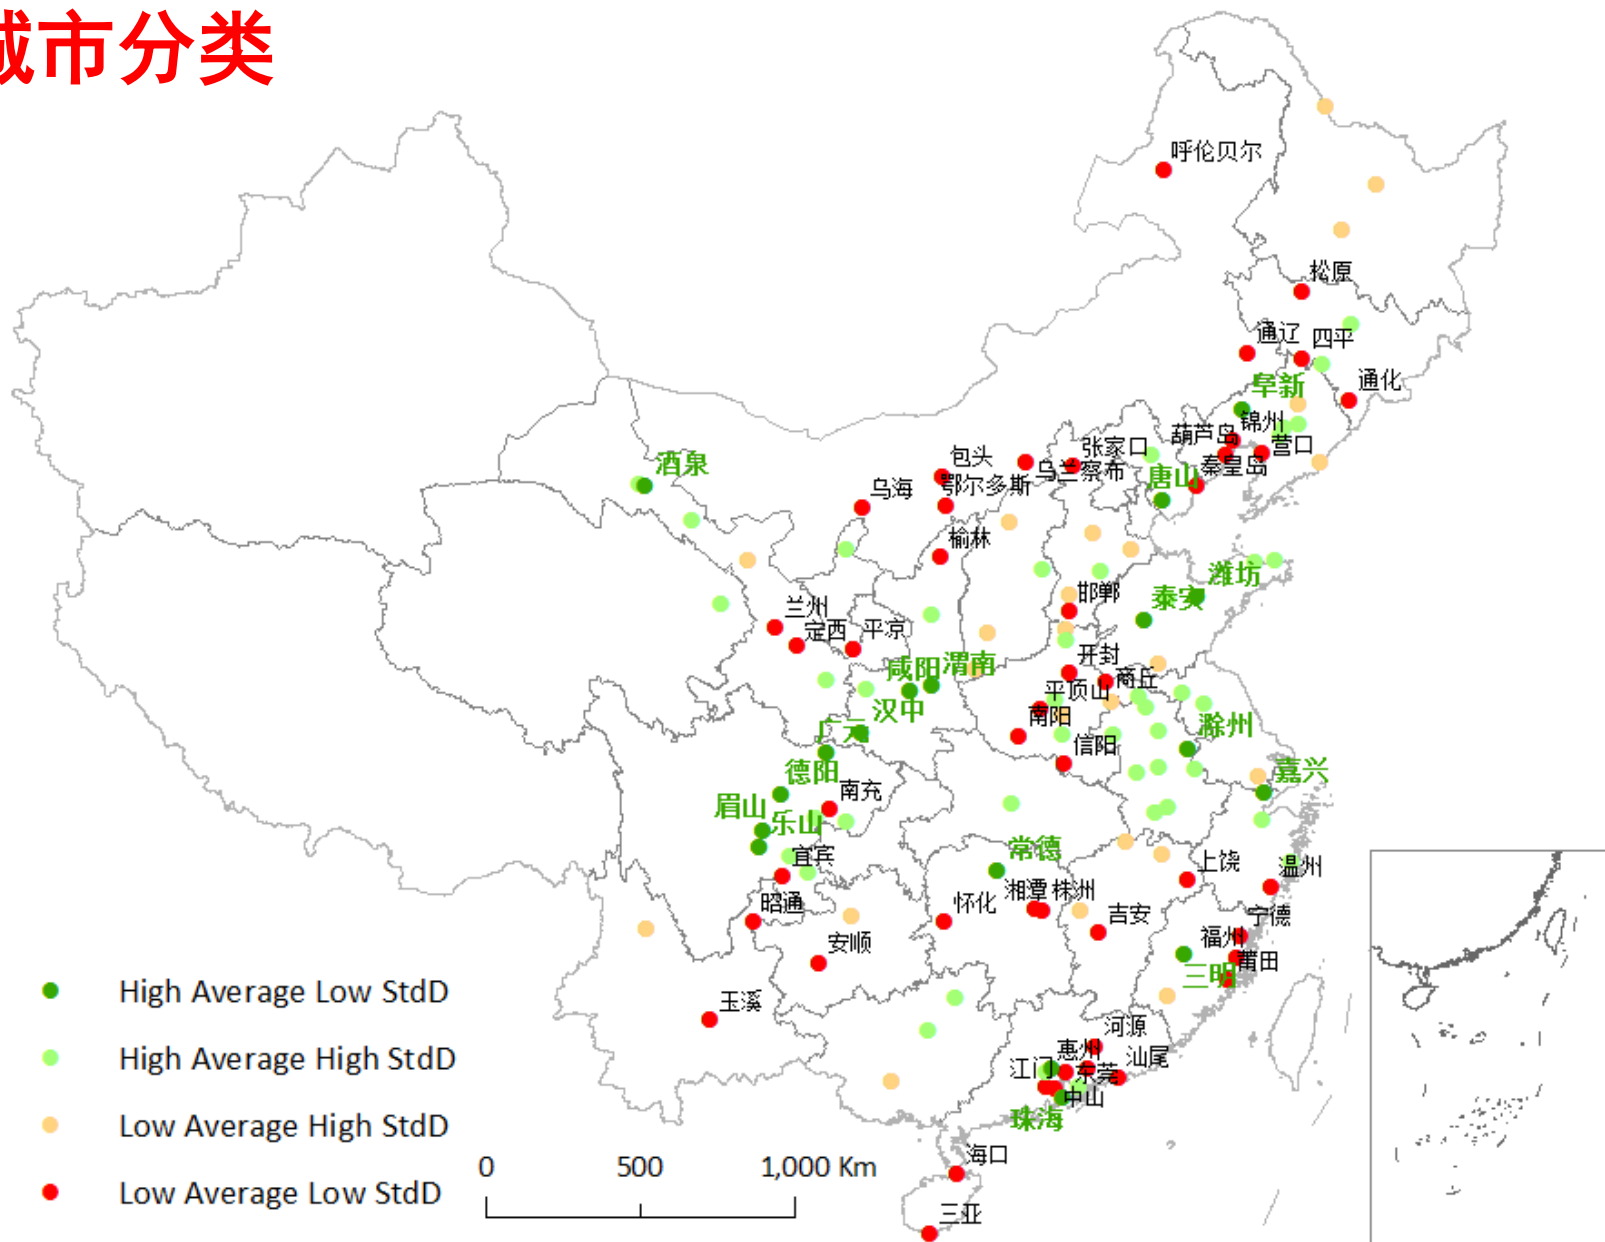 城市分类
呼伦贝尔
松原
通辽
四平
通化
阜新
锦州
葫芦岛
营口
秦皇岛
张家口
乌兰察布
唐山
包头
鄂尔多斯
乌海
榆林
酒泉
潍坊
泰安
邯郸
兰州
定西
平凉
开封
商丘
咸阳
渭南
平顶山
南阳
汉中
信阳
滁州
广元
德阳
嘉兴
南充
眉山
乐山
常德
宜宾
上饶
温州
昭通
怀化
湘潭
株洲
吉安
宁德
安顺
福州
莆田
三明
玉溪
河源
惠州
汕尾
江门
东莞
中山
珠海
海口
三亚
High Average Low StdD
High Average High StdD
Low Average High StdD
Low Average Low StdD
0 500 1,000 Km